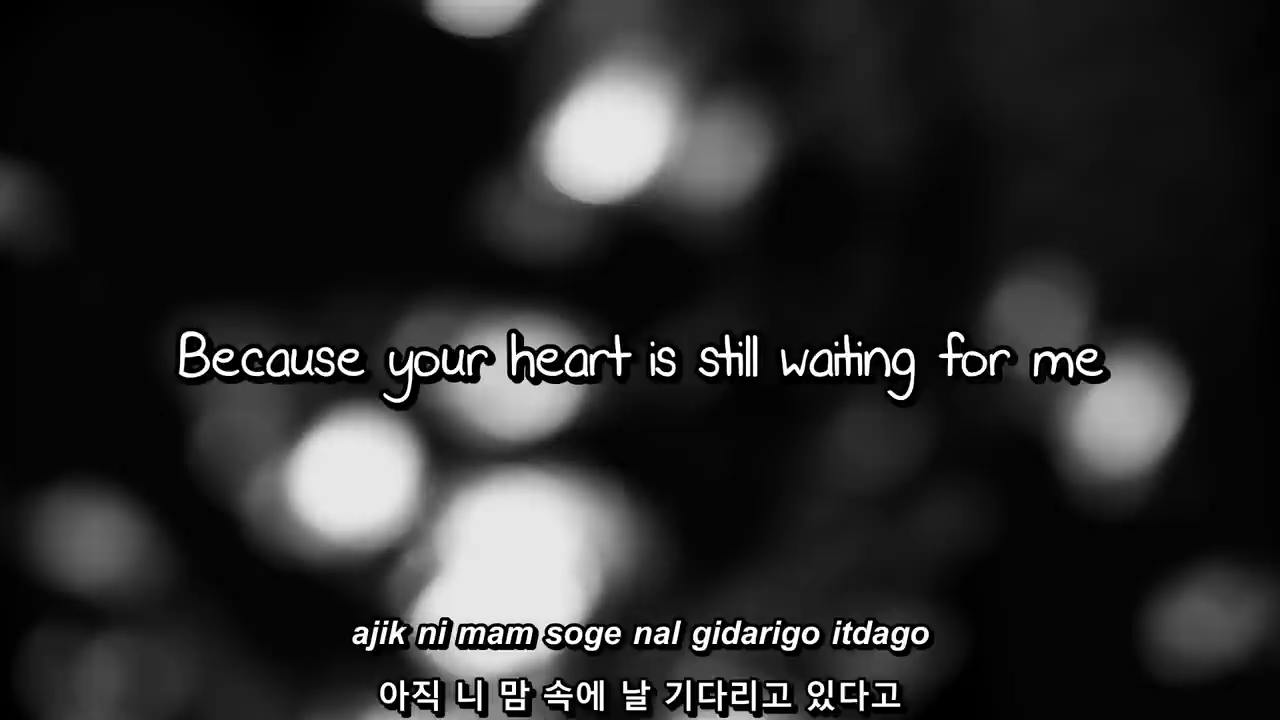 Because your heart is still waiting for me
ajik ni mam soge nal gidarigo itdago
아직 니 맘 속에 날 기다리고 있다고